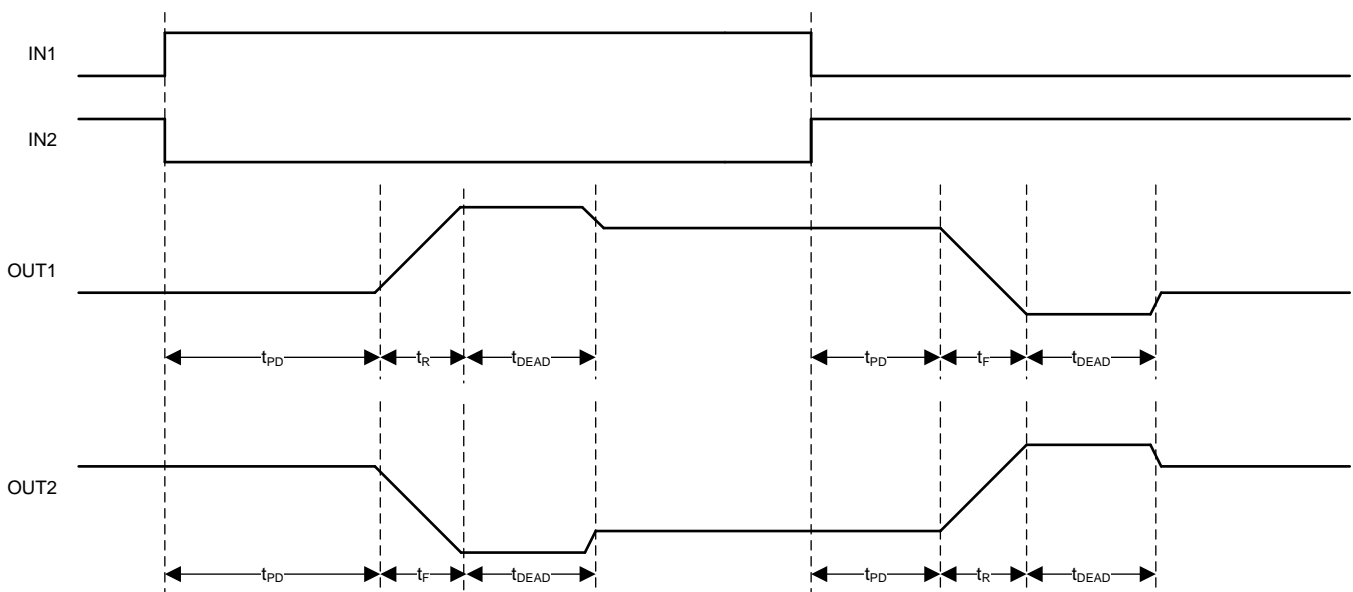 IN1
IN2
OUT1
tPD tR tDEAD tPD tF tDEAD
OUT2
tPD tF tDEAD tPD tR tDEAD